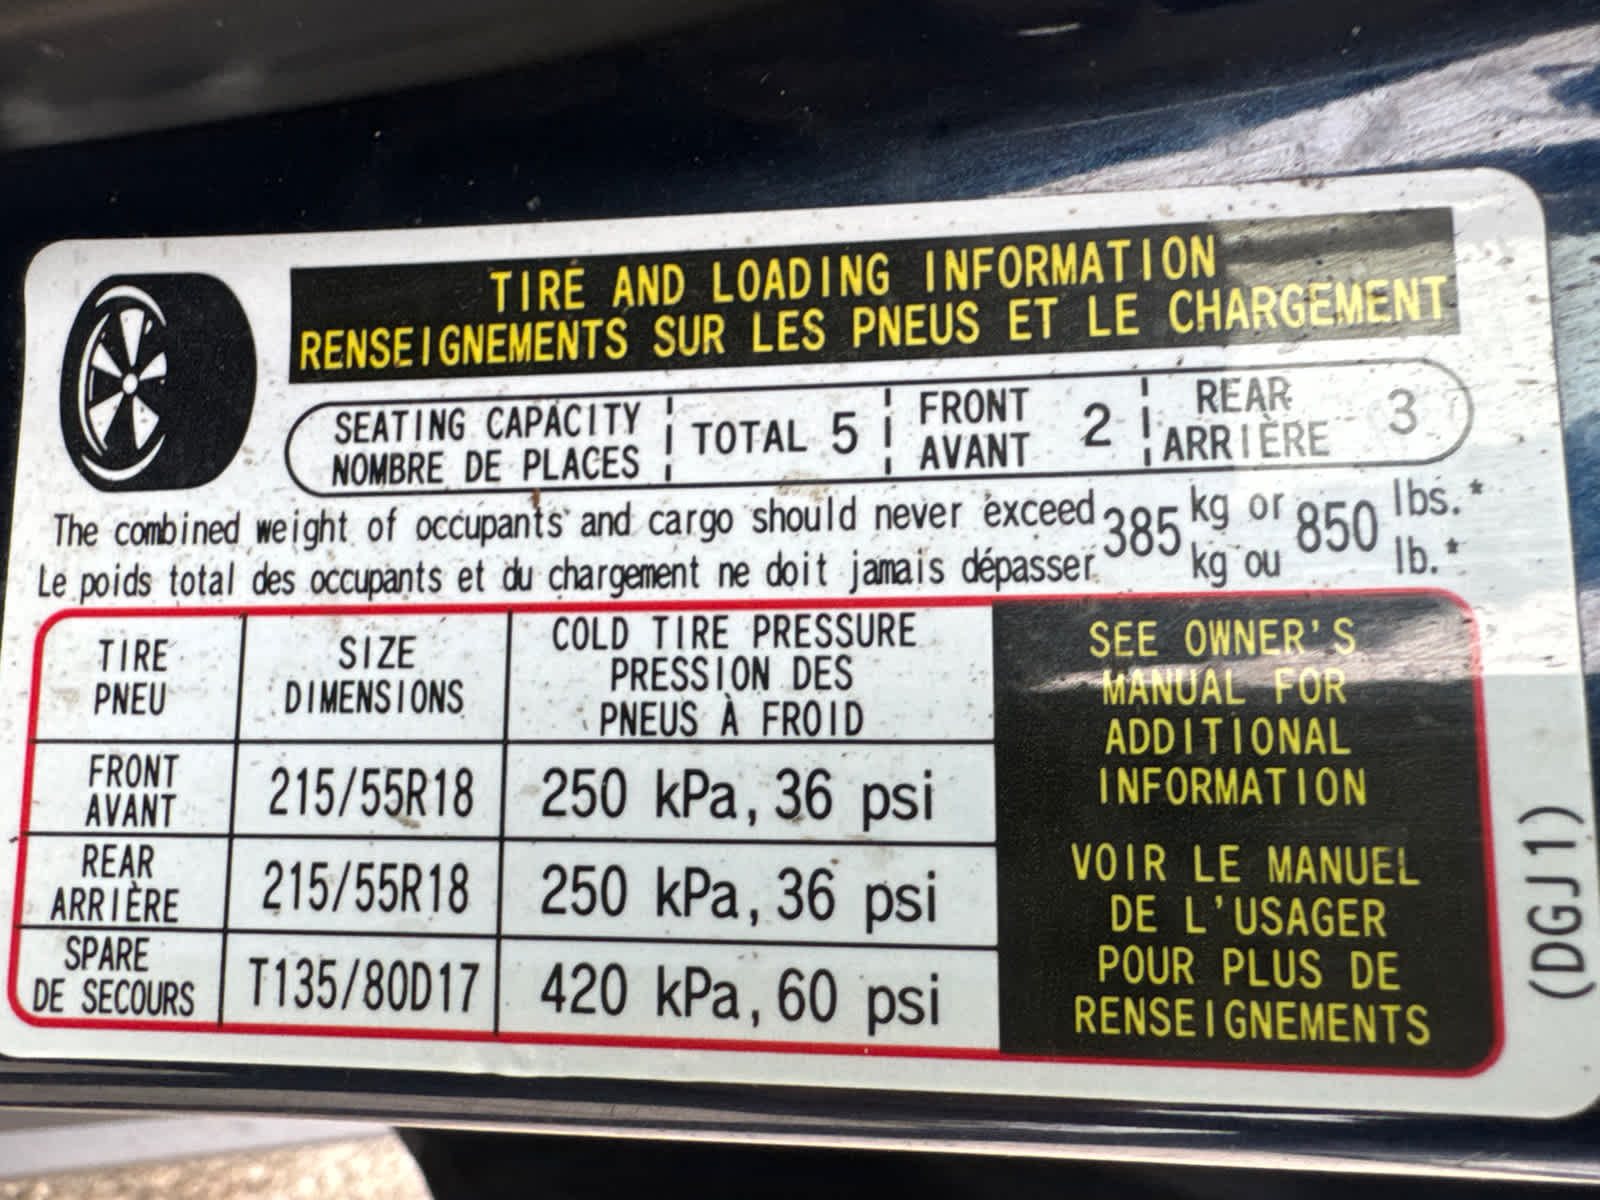 TIRE AND LOADING INFORMATION
RENSEIGNEMENTS SUR LES PNEUS ET LE CHARGEMENT
SEATING CAPACITY
NOMBRE DE PLACES
TOTAL 5
FRONT
AVANT
2
REAR
ARRIÈRE
3
The combined weight of occupants and cargo should never exceed 385 kg or 850 lbs.*
Le poids total des occupants et du chargement ne doit jamais dépasser kg ou lb.*
TIRE
PNEU
SIZE
DIMENSIONS
COLD TIRE PRESSURE
PRESSION DES
PNEUS À FROID
FRONT
AVANT
215/55R18
250 kPa, 36 psi
REAR
ARRIÈRE
215/55R18
250 kPa, 36 psi
SPARE
DE SECOURS
T135/80D17
420 kPa, 60 psi
SEE OWNER'S
MANUAL FOR
ADDITIONAL
INFORMATION
VOIR LE MANUEL
DE L'USAGER
POUR PLUS DE
RENSEIGNEMENTS
(DGJ1)